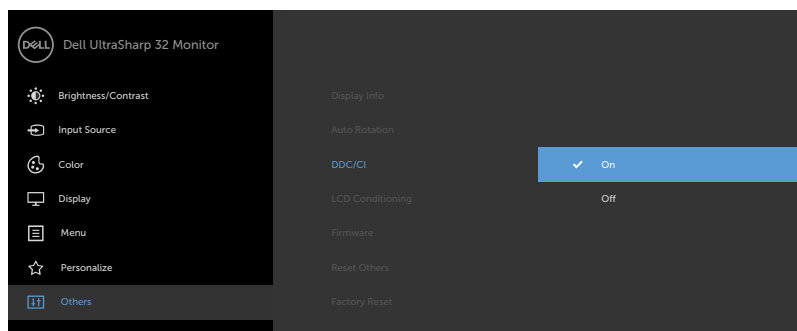 DELL Dell UltraSharp 32 Monitor
Brightness/Contrast
Display Info
Input Source
Auto Rotation
Color
DDC/CI
On
Display
LCD Conditioning
Off
Menu
Firmware
Personalize
Reset Others
Others
Factory Reset